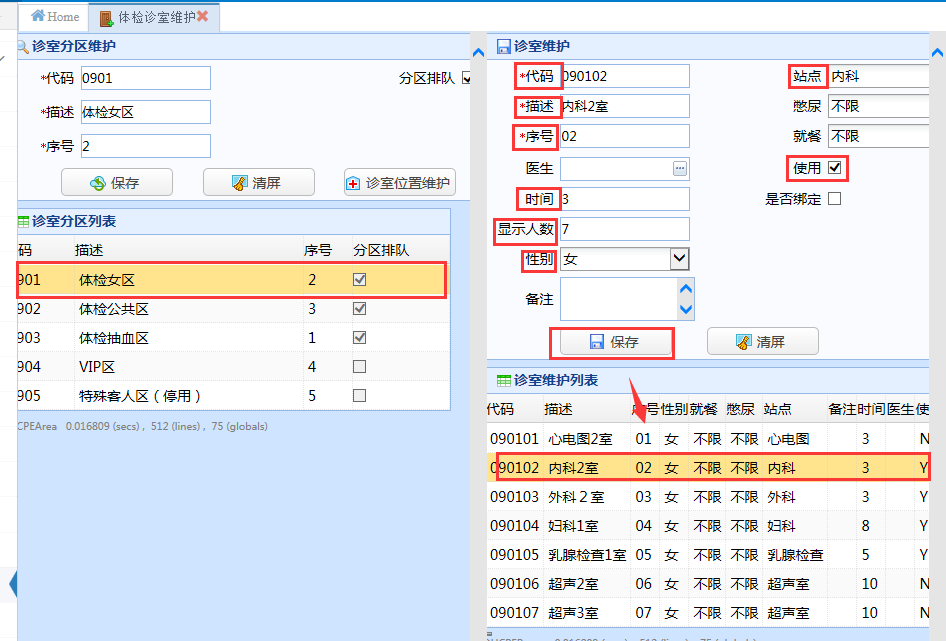 Home 体检诊室维护
诊室分区维护
*代码 0901 分区排队
*描述 体检女区
*序号 2
保存 清屏 诊室位置维护
诊室分区列表
码 描述 序号 分区排队
901 体检女区 2
902 体检公共区 3
903 体检抽血区 1
904 VIP区 4
905 特殊客人区（停用） 5
CPEArea 0.016809 (secs) , 512 (lines) , 75 (globals)
诊室维护
*代码 090102 站点 内科
*描述 内科2室 憋尿 不限
*序号 02 就餐 不限
医生 使用
时间 3 是否绑定
显示人数 7
性别 女
备注
保存 清屏
诊室维护列表
代码 描述 序号 性别 就餐 憋尿 站点 备注 时间 医生 使
090101 心电图2室 01 女 不限 不限 心电图 3 N
090102 内科2室 02 女 不限 不限 内科 3 Y
090103 外科２室 03 女 不限 不限 外科 3 Y
090104 妇科1室 04 女 不限 不限 妇科 8 Y
090105 乳腺检查1室 05 女 不限 不限 乳腺检查 5 Y
090106 超声2室 06 女 不限 不限 超声室 10 N
090107 超声3室 07 女 不限 不限 超声室 10 N